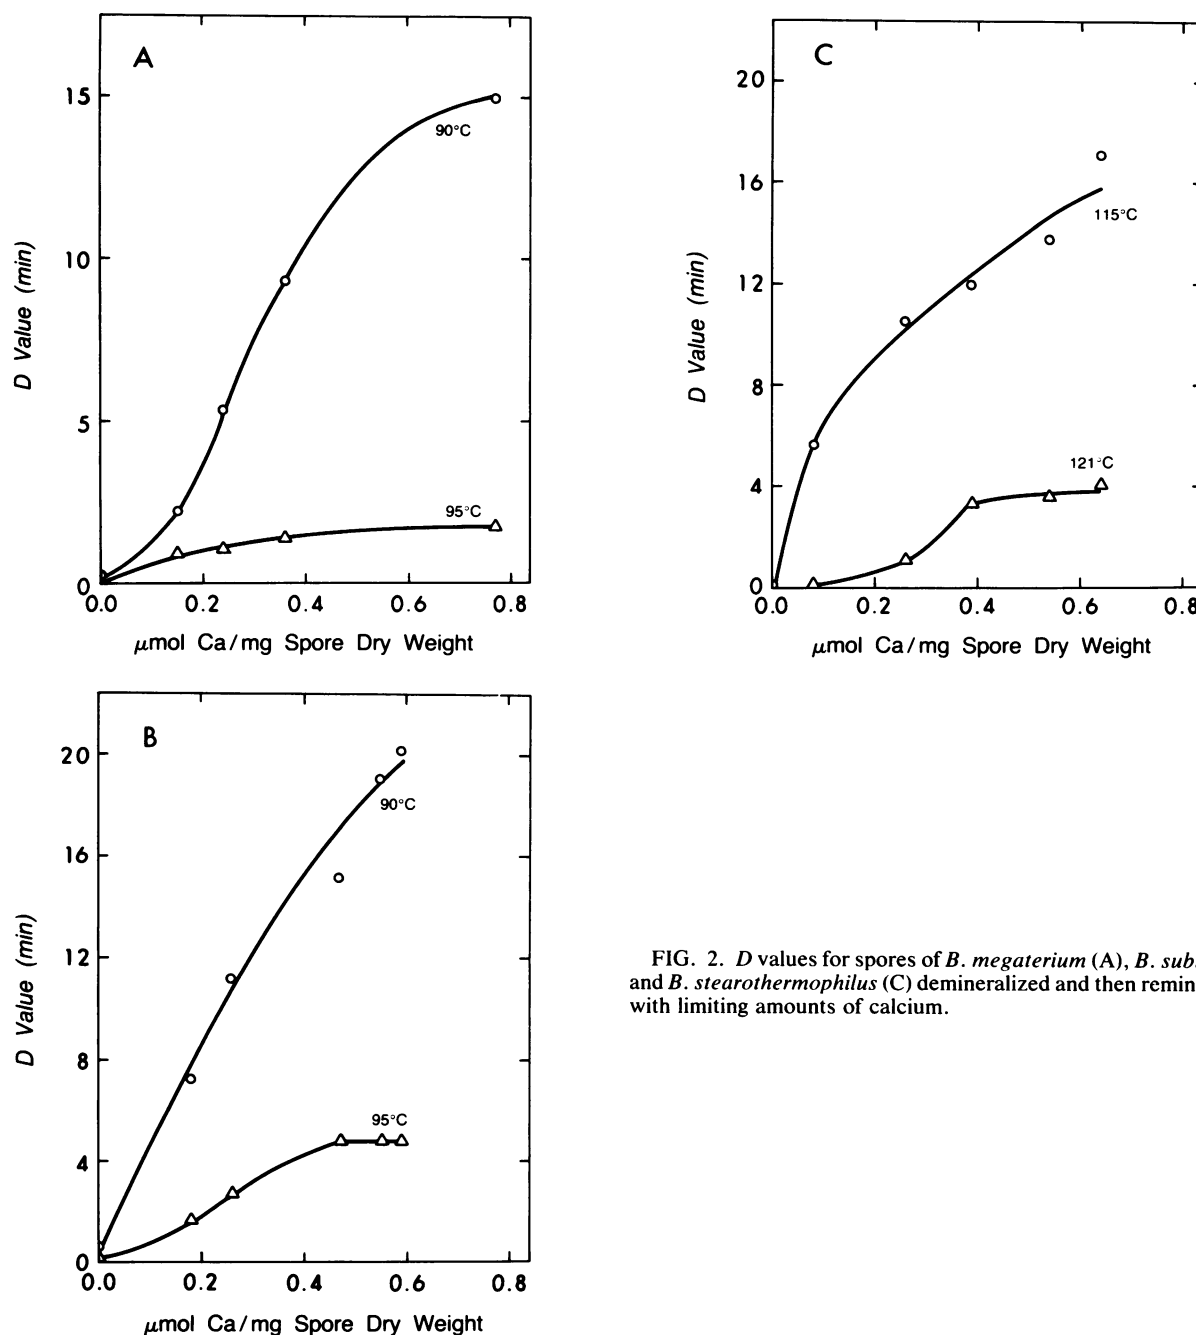 A
15
10
5
0
D Value (min)
90°C
95°C
0.0 0.2 0.4 0.6 0.8
μmol Ca/mg Spore Dry Weight
C
20
16
12
8
4
0
D Value (min)
115°C
121°C
0.0 0.2 0.4 0.6 0.8
μmol Ca/mg Spore Dry Weight
B
20
16
12
8
4
0
D Value (min)
90°C
95°C
0.0 0.2 0.4 0.6 0.8
μmol Ca/mg Spore Dry Weight
FIG. 2. D values for spores of B. megaterium (A), B. sub
and B. stearothermophilus (C) demineralized and then remin
with limiting amounts of calcium.